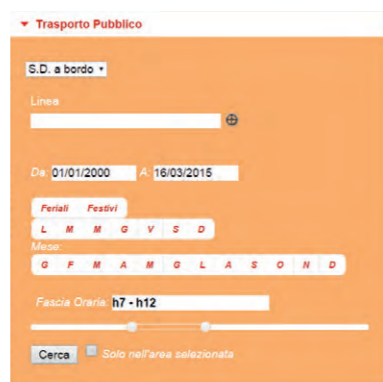 Trasporto Pubblico
S.D. a bordo
Linea
Da: 01/01/2000 A: 16/03/2015
Feriali Festivi
L M M G V S D
Mese:
G F M A M G L A S O N D
Fascia Oraria: h7 - h12
Cerca Solo nell'area selezionata